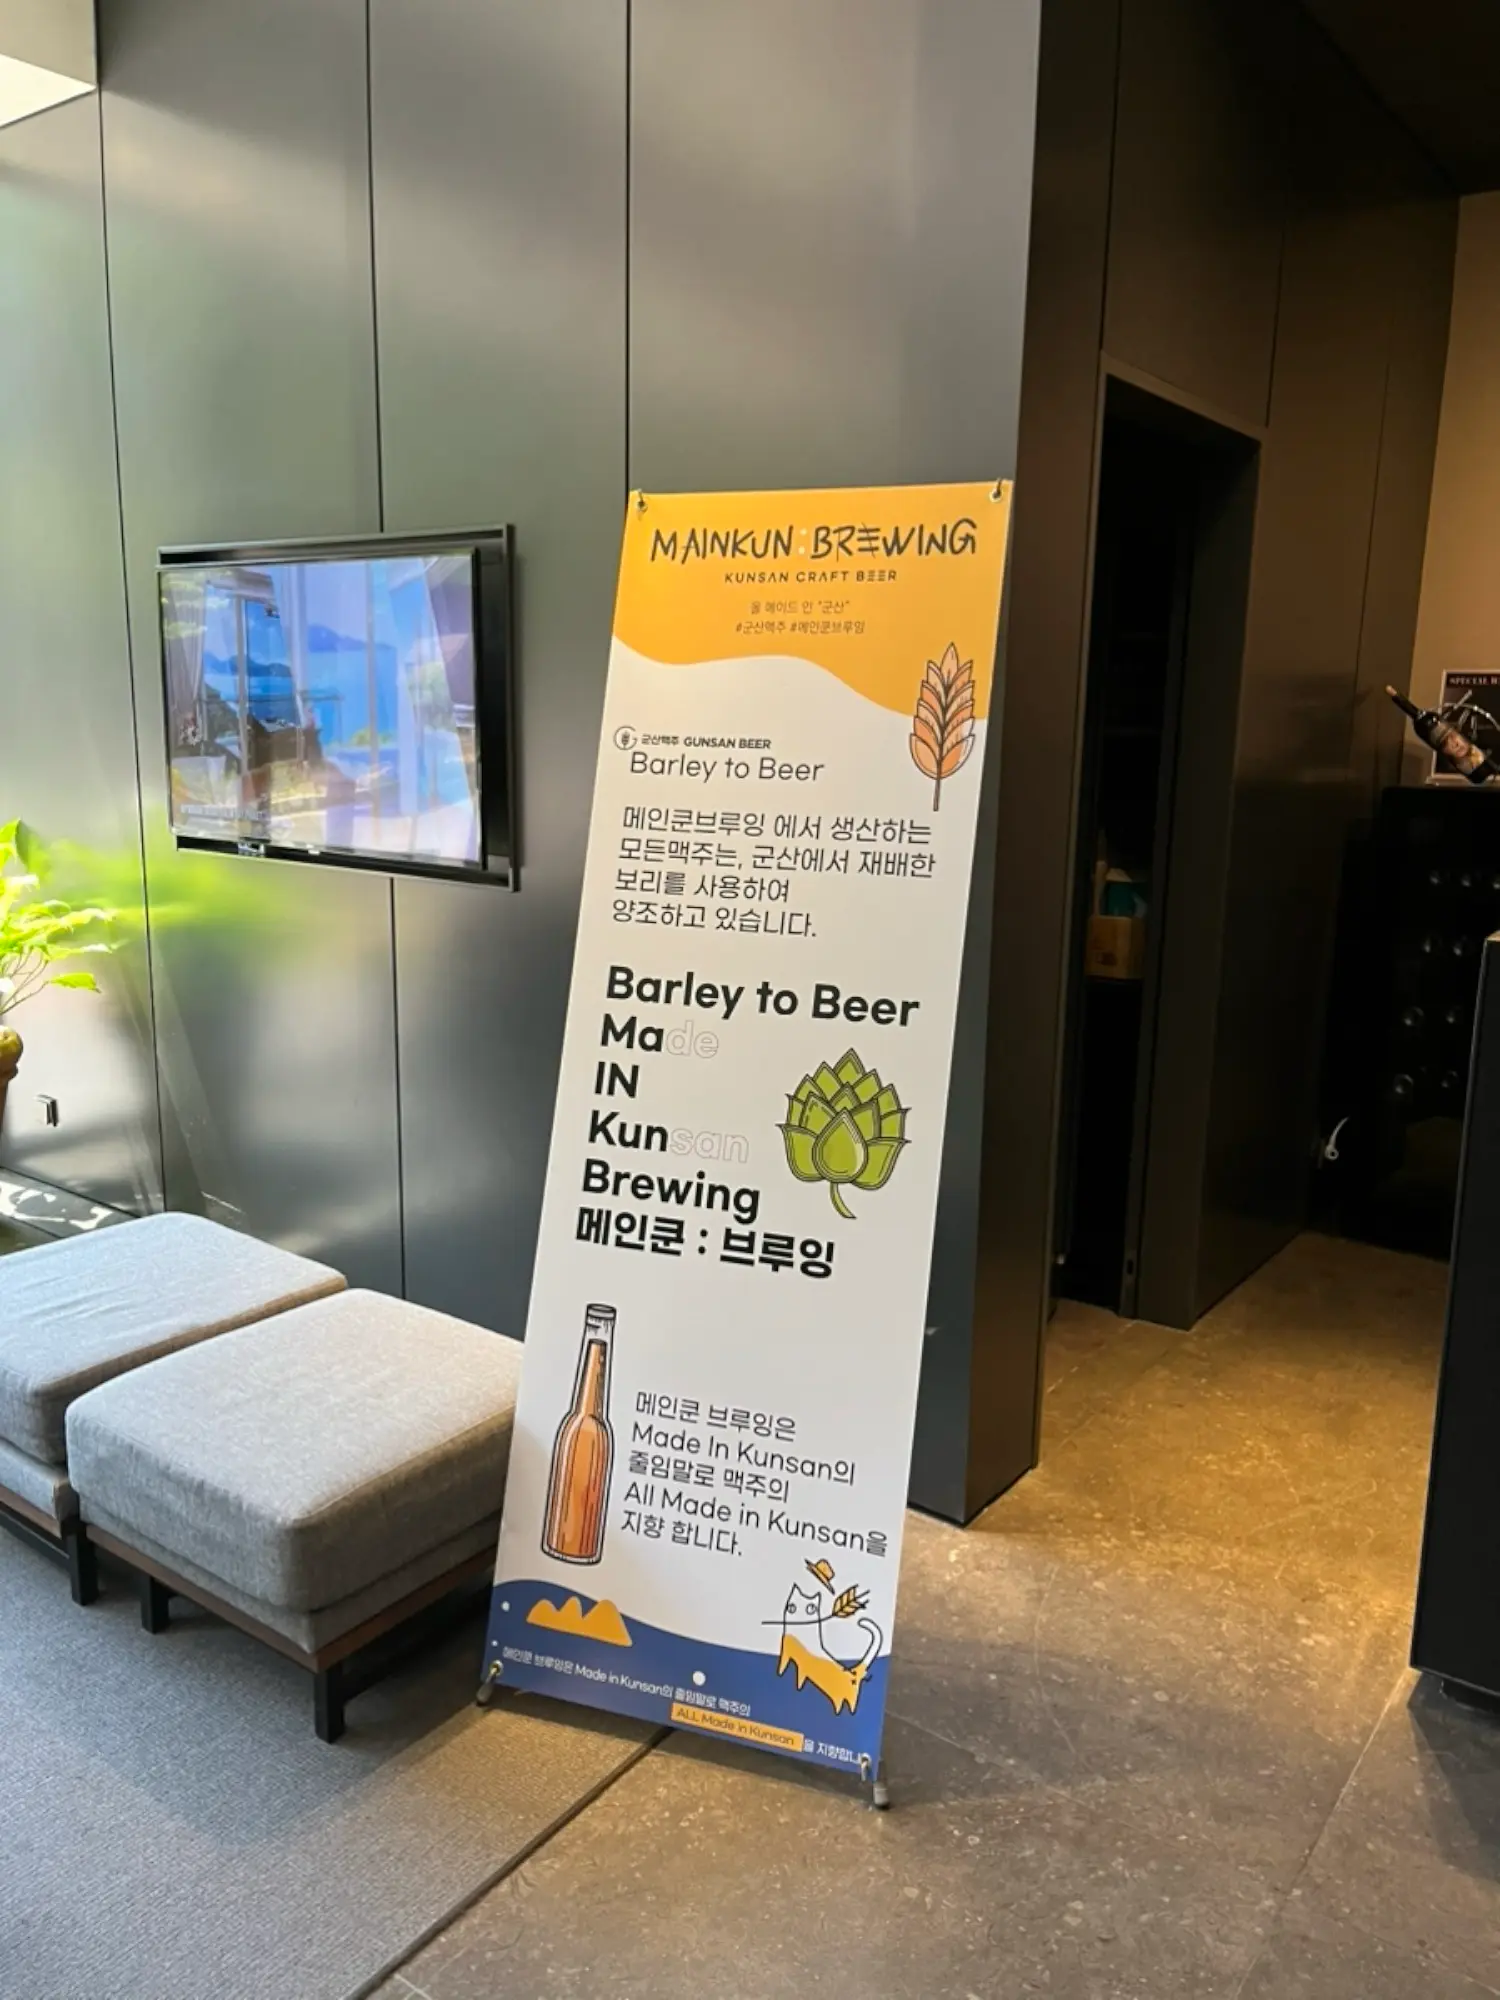 MAINKUN:BREWING
KUNSAN CRAFT BEER
올 메이드 인 "군산"
#군산맥주 #메인쿤브루잉
군산맥주 GUNSAN BEER
Barley to Beer
메인쿤브루잉 에서 생산하는
모든맥주는, 군산에서 재배한
보리를 사용하여
양조하고 있습니다.
Barley to Beer
Made
IN
Kunsan
Brewing
메인쿤 : 브루잉
메인쿤 브루잉은
Made In Kunsan의
줄임말로 맥주의
All Made in Kunsan을
지향 합니다.
메인쿤 브루잉은 Made in Kunsan의 줄임말로 맥주의
ALL Made in Kunsan 을 지향합니
SPECIAL